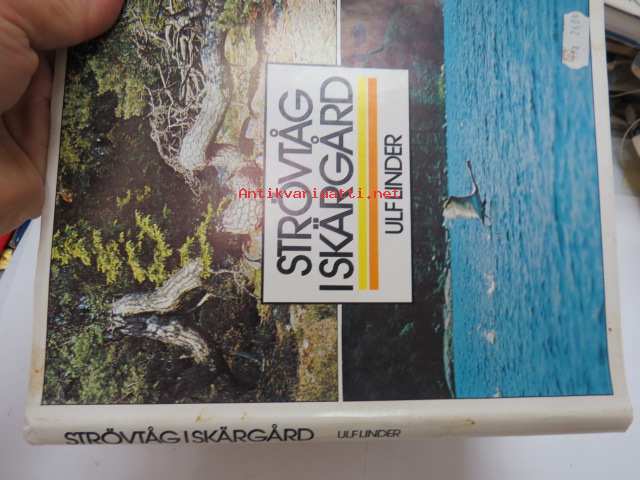 STRÖVTÅG
I SKÄRGÅRD
ULF LINDER
Antikvariaatti.net
STRÖVTÅG I SKÄRGÅRD ULF LINDER